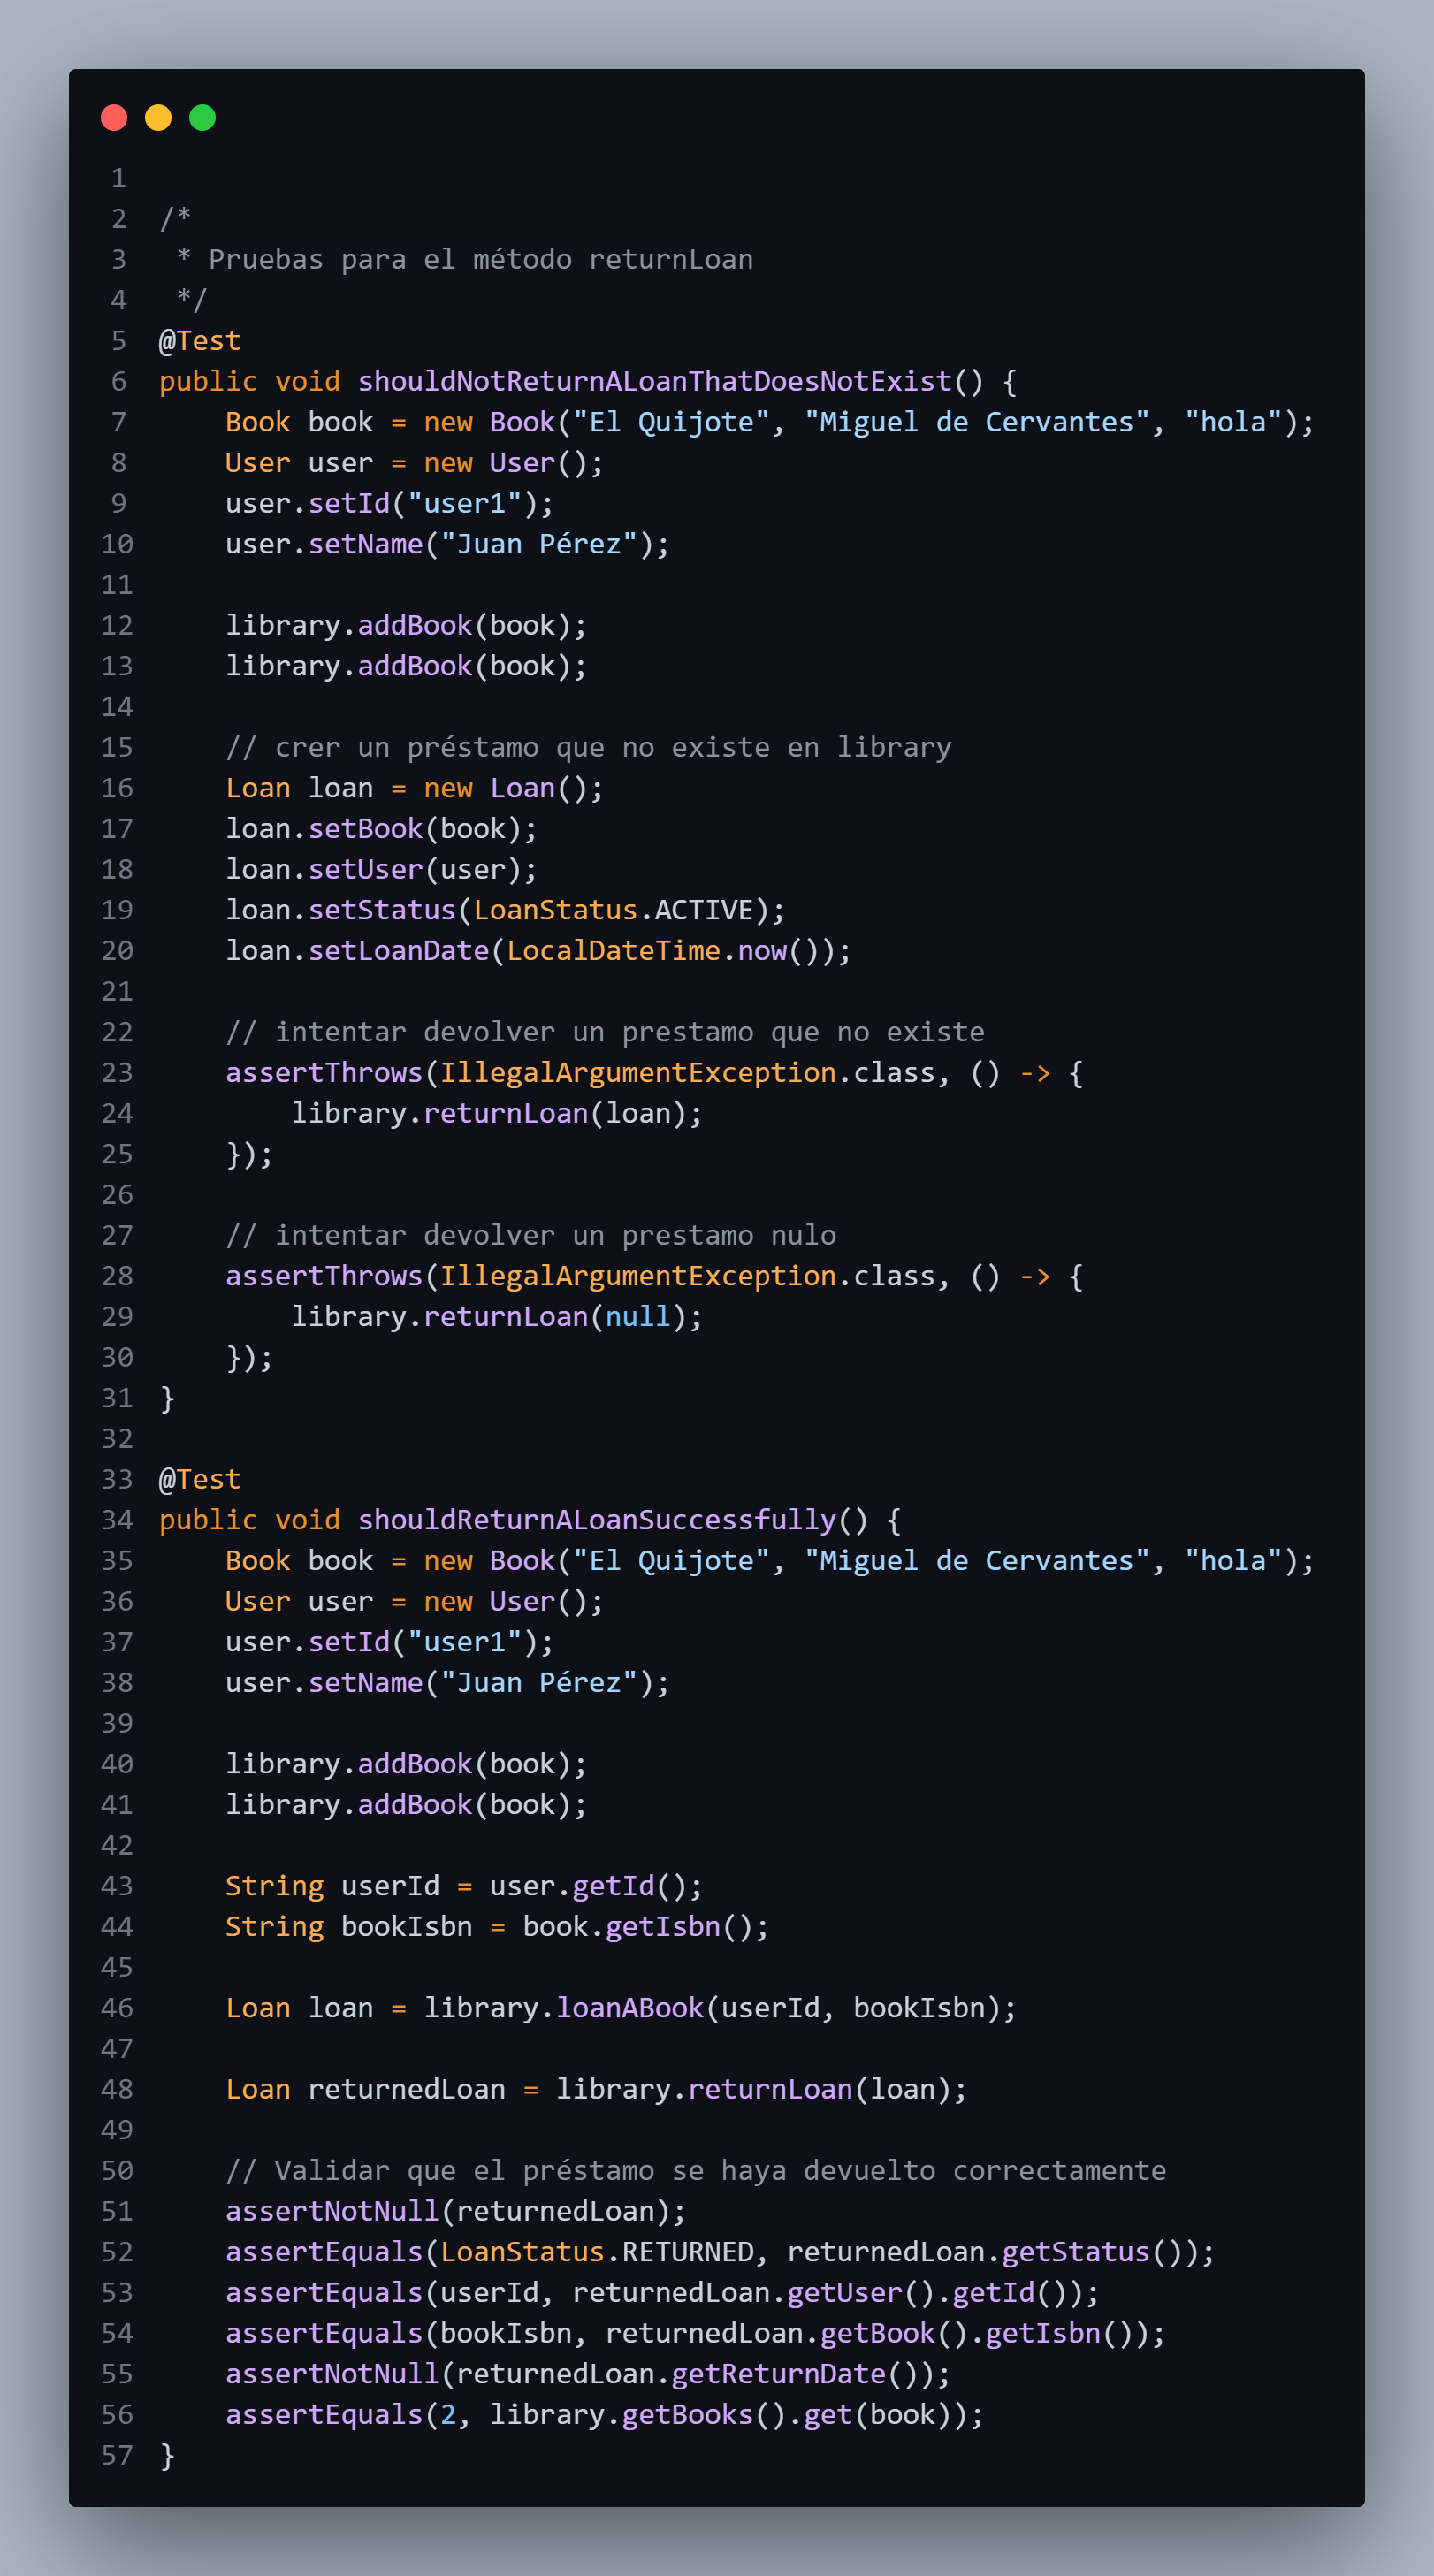 1
2 /*
3  * Pruebas para el método returnLoan
4  */
5 @Test
6 public void shouldNotReturnALoanThatDoesNotExist() {
7     Book book = new Book("El Quijote", "Miguel de Cervantes", "hola");
8     User user = new User();
9     user.setId("user1");
10     user.setName("Juan Pérez");
11
12     library.addBook(book);
13     library.addBook(book);
14
15     // crer un préstamo que no existe en library
16     Loan loan = new Loan();
17     loan.setBook(book);
18     loan.setUser(user);
19     loan.setStatus(LoanStatus.ACTIVE);
20     loan.setLoanDate(LocalDateTime.now());
21
22     // intentar devolver un prestamo que no existe
23     assertThrows(IllegalArgumentException.class, () -> {
24         library.returnLoan(loan);
25     });
26
27     // intentar devolver un prestamo nulo
28     assertThrows(IllegalArgumentException.class, () -> {
29         library.returnLoan(null);
30     });
31 }
32
33 @Test
34 public void shouldReturnALoanSuccessfully() {
35     Book book = new Book("El Quijote", "Miguel de Cervantes", "hola");
36     User user = new User();
37     user.setId("user1");
38     user.setName("Juan Pérez");
39
40     library.addBook(book);
41     library.addBook(book);
42
43     String userId = user.getId();
44     String bookIsbn = book.getIsbn();
45
46     Loan loan = library.loanABook(userId, bookIsbn);
47
48     Loan returnedLoan = library.returnLoan(loan);
49
50     // Validar que el préstamo se haya devuelto correctamente
51     assertNotNull(returnedLoan);
52     assertEquals(LoanStatus.RETURNED, returnedLoan.getStatus());
53     assertEquals(userId, returnedLoan.getUser().getId());
54     assertEquals(bookIsbn, returnedLoan.getBook().getIsbn());
55     assertNotNull(returnedLoan.getReturnDate());
56     assertEquals(2, library.getBooks().get(book));
57 }